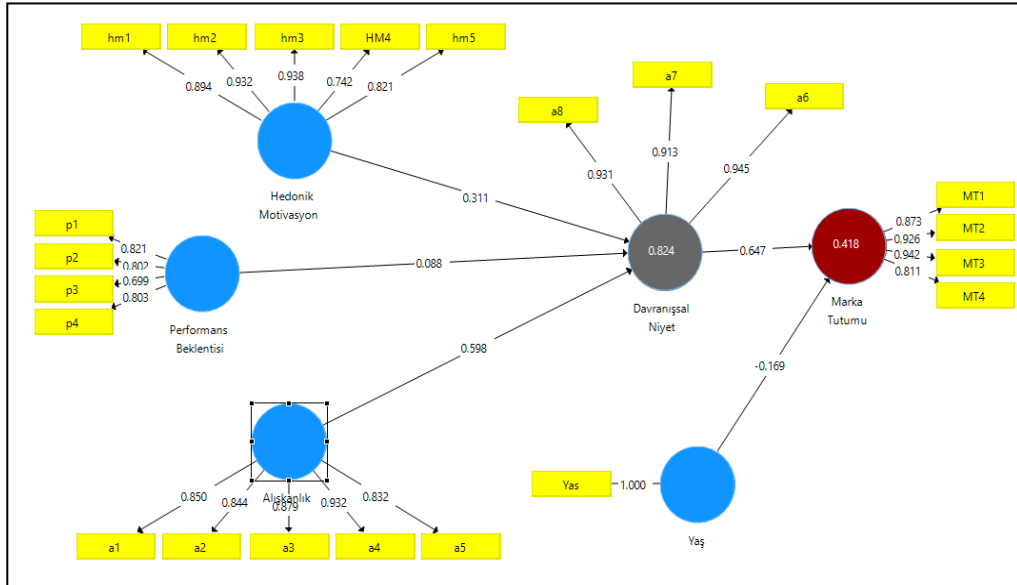 hm1 hm2 hm3 HM4 hm5
0.894 0.932 0.938 0.742 0.821
Hedonik
Motivasyon
a8 a7 a6
0.931 0.913 0.945
0.311
p1
p2
p3
p4
0.821
0.802
0.699
0.803
Performans
Beklentisi
0.088
0.824
Davranışsal
Niyet
0.647
0.418
Marka
Tutumu
MT1
MT2
MT3
MT4
0.873
0.926
0.942
0.811
0.598
-0.169
Alışkanlık
0.850 0.844 0.879 0.932 0.832
a1 a2 a3 a4 a5
Yas
1.000
Yaş